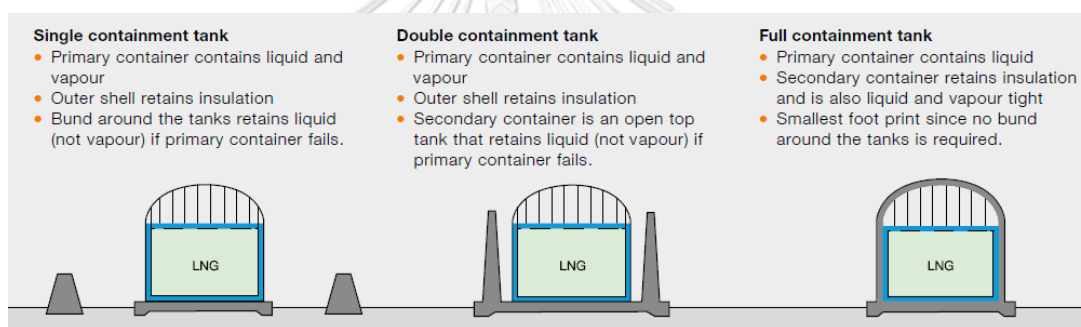 Single containment tank
• Primary container contains liquid and
vapour
• Outer shell retains insulation
• Bund around the tanks retains liquid
(not vapour) if primary container fails.
Double containment tank
• Primary container contains liquid and
vapour
• Outer shell retains insulation
• Secondary container is an open top
tank that retains liquid (not vapour) if
primary container fails.
Full containment tank
• Primary container contains liquid
• Secondary container retains insulation
and is also liquid and vapour tight
• Smallest foot print since no bund
around the tanks is required.
LNG
LNG
LNG